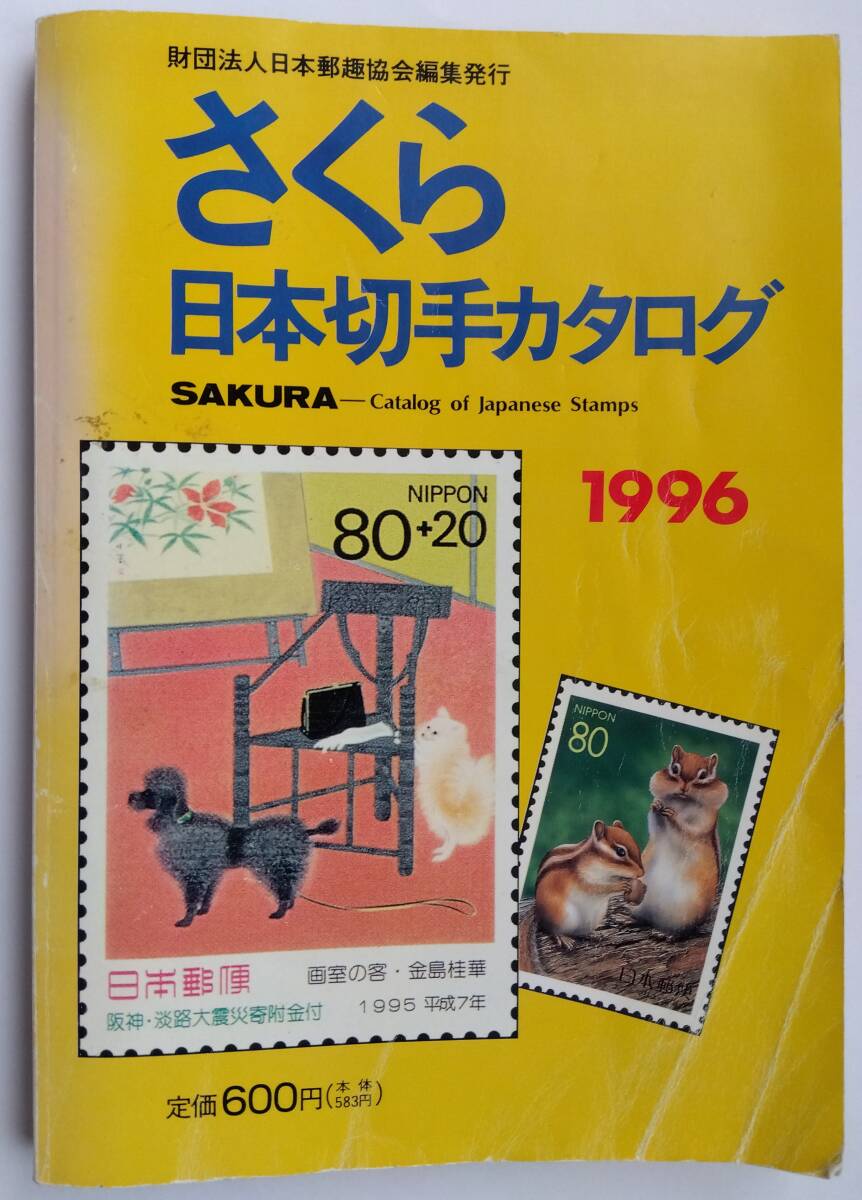 財団法人日本郵趣協会編集発行
さくら
日本切手カタログ
SAKURA—Catalog of Japanese Stamps
1996
NIPPON
80+20
日本郵便
画室の客・金島桂華
阪神・淡路大震災寄附金付
1995 平成7年
NIPPON
80
日本郵便
定価600円(本体583円)